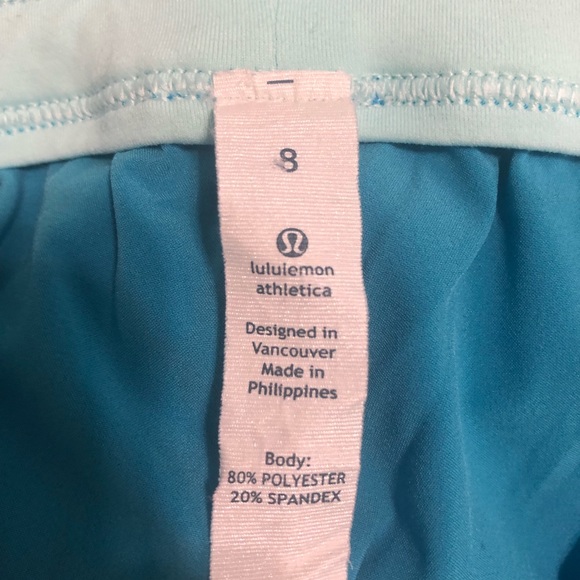 8
lululemon
athletica
Designed in
Vancouver
Made in
Philippines
Body:
80% POLYESTER
20% SPANDEX